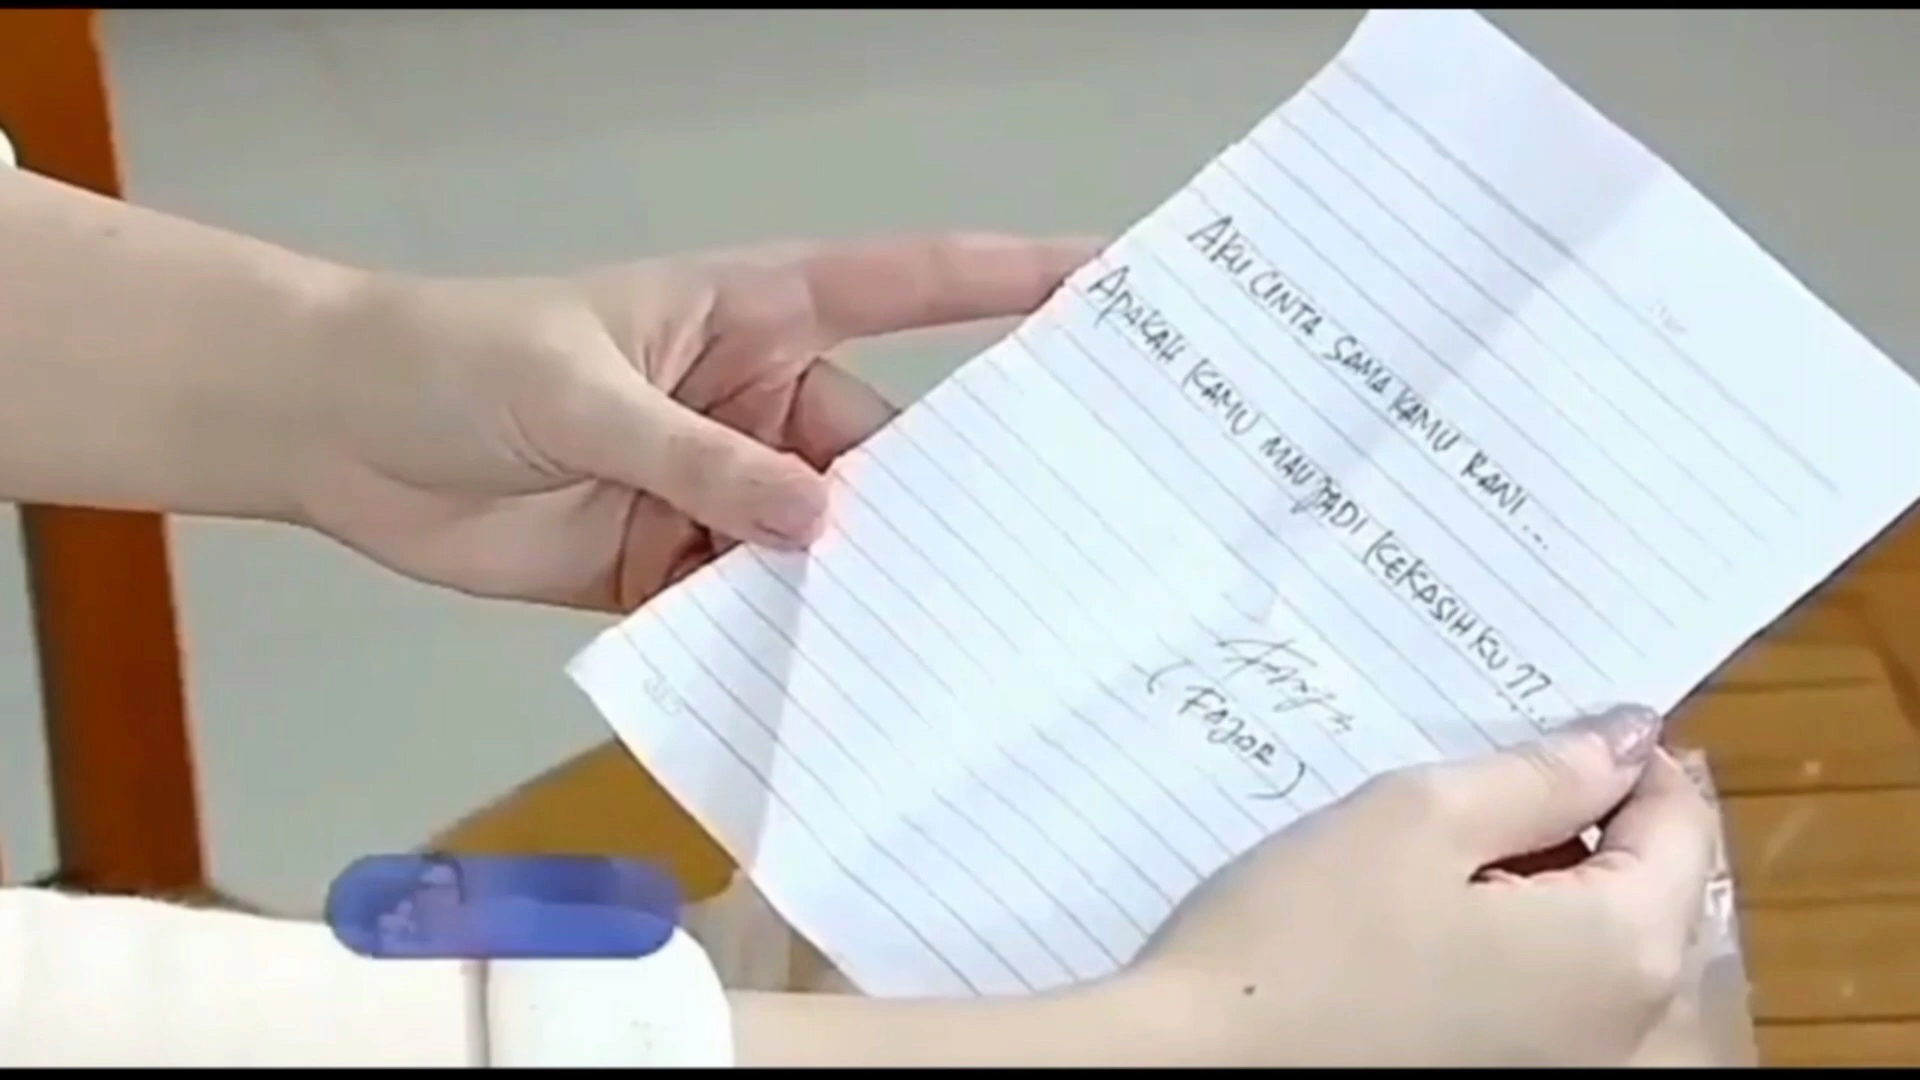 AKU CINTA SAMA KAMU RANI...
APAKAH KAMU MAU JADI KEKASIH KU ??...
(FAJAR)